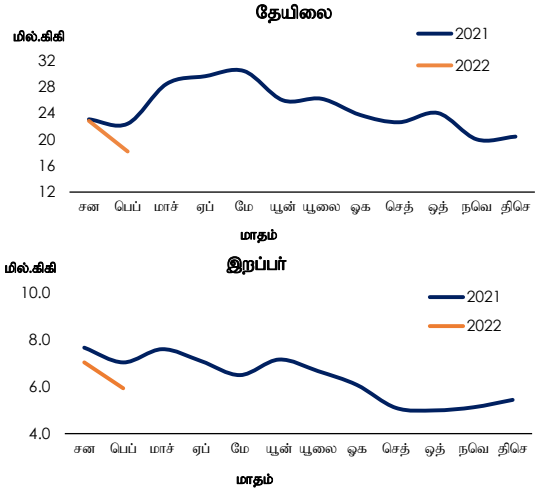 தேயிலை
மில்.கிகி
2021
2022
32
28
24
20
16
12
சன பெப் மாச் ஏப் மே யூன் யூலை ஓக செத் ஒத் நவெ திசெ
மாதம்
இறப்பர்
மில்.கிகி
10.0
2021
2022
8.0
6.0
4.0
சன பெப் மாச் ஏப் மே யூன் யூலை ஓக செத் ஒத் நவெ திசெ
மாதம்